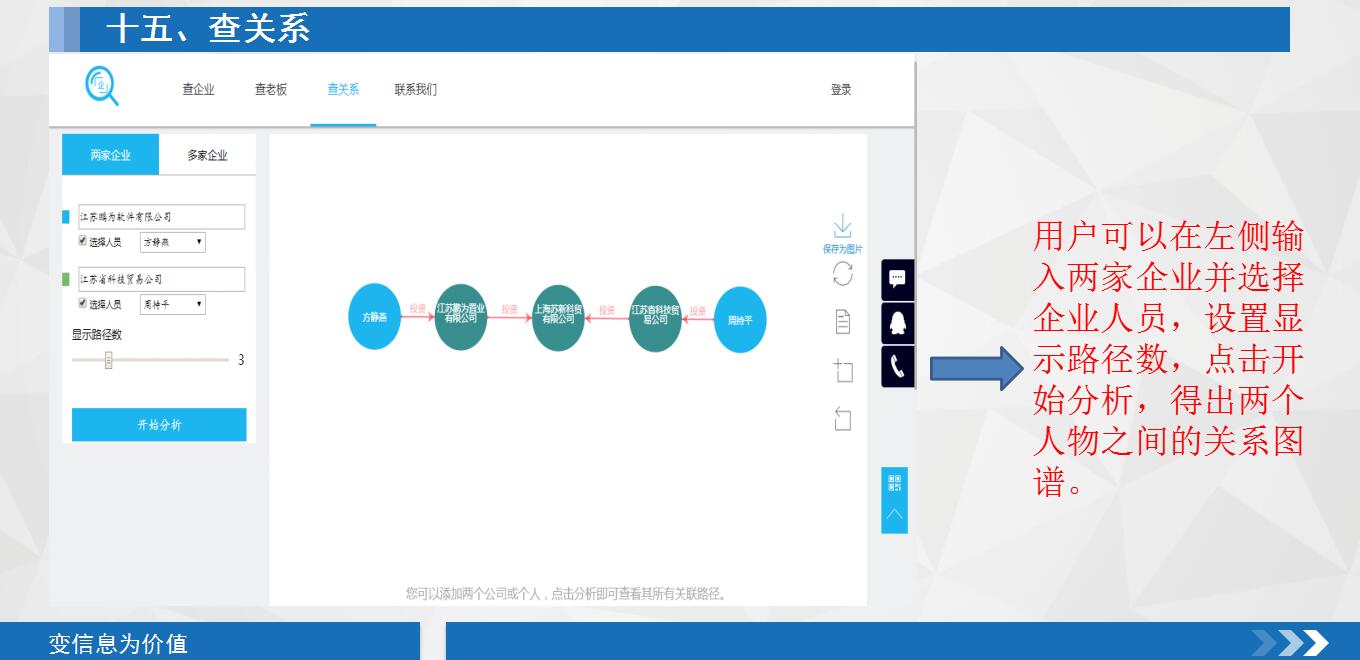 十五、查关系
企
查企业
查老板
查关系
联系我们
登录
两家企业
多家企业
江苏鹏为软件有限公司
选择人员
方静燕
江苏省科技贸易公司
选择人员
周持平
显示路径数
3
开始分析
保存为图片
方静燕
投资
江苏鹏为置业
有限公司
投资
上海苏新科贸
有限公司
投资
江苏省科技贸
易公司
投资
周持平
您可以添加两个公司或个人，点击分析即可查看其所有关联路径。
用户可以在左侧输
入两家企业并选择
企业人员，设置显
示路径数，点击开
始分析，得出两个
人物之间的关系图
谱。
变信息为价值